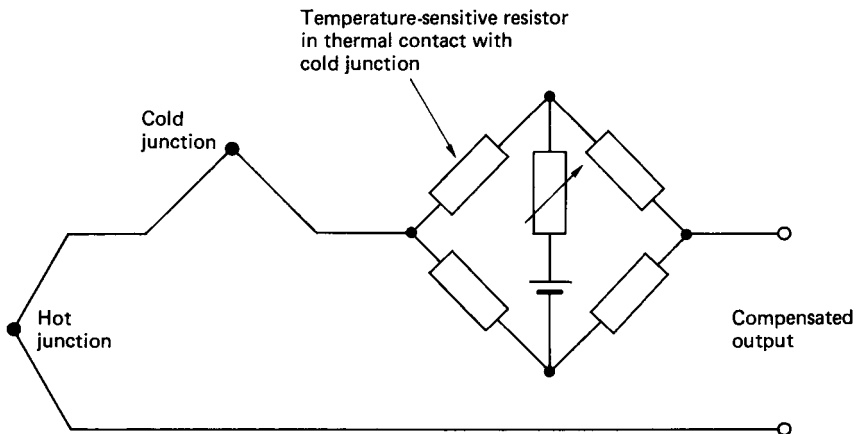 Temperature-sensitive resistor
in thermal contact with
cold junction
Cold
junction
Hot
junction
Compensated
output